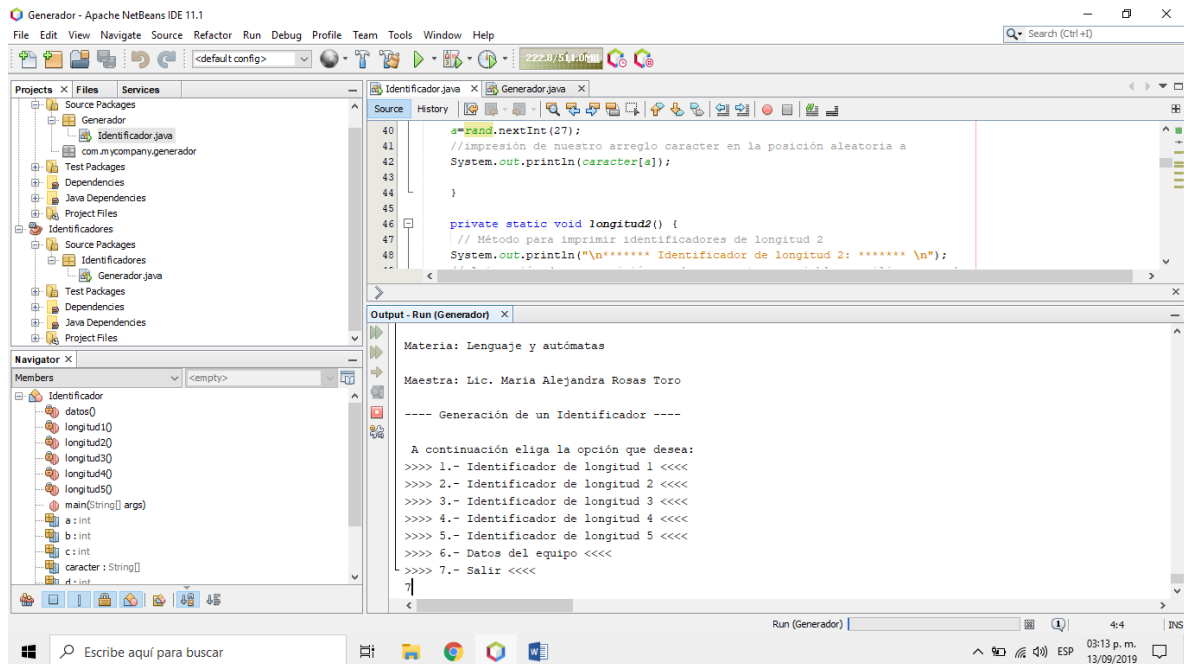 Generador - Apache NetBeans IDE 11.1
File Edit View Navigate Source Refactor Run Debug Profile Team Tools Window Help
Search (Ctrl+I)
<default config>
222.8/511.0MB
Projects Files Services
Source Packages
Generador
Identificador.java
com.mycompany.generador
Test Packages
Dependencies
Java Dependencies
Project Files
Identificadores
Source Packages
Identificadores
Generador.java
Test Packages
Dependencies
Java Dependencies
Project Files
Navigator
Members
<empty>
Identificador
datos()
longitud1()
longitud2()
longitud3()
longitud4()
longitud5()
main(String[] args)
a : int
b : int
c : int
caracter : String[]
d : int
Identificador.java Generador.java
Source History
40 a=rand.nextInt(27);
41 //impresión de nuestro arreglo caracter en la posición aleatoria a
42 System.out.println(caracter[a]);
43
44 }
45
46 private static void longitud2() {
47 // Método para imprimir identificadores de longitud 2
48 System.out.println("\n******* Identificador de longitud 2: ******* \n");
Output - Run (Generador)
Materia: Lenguaje y autómatas
Maestra: Lic. Maria Alejandra Rosas Toro
---- Generación de un Identificador ----
A continuación eliga la opción que desea:
>>>> 1.- Identificador de longitud 1 <<<<
>>>> 2.- Identificador de longitud 2 <<<<
>>>> 3.- Identificador de longitud 3 <<<<
>>>> 4.- Identificador de longitud 4 <<<<
>>>> 5.- Identificador de longitud 5 <<<<
>>>> 6.- Datos del equipo <<<<
>>>> 7.- Salir <<<<
7
Run (Generador)
1
4:4
INS
Escribe aquí para buscar
ESP
03:13 p. m.
13/09/2019